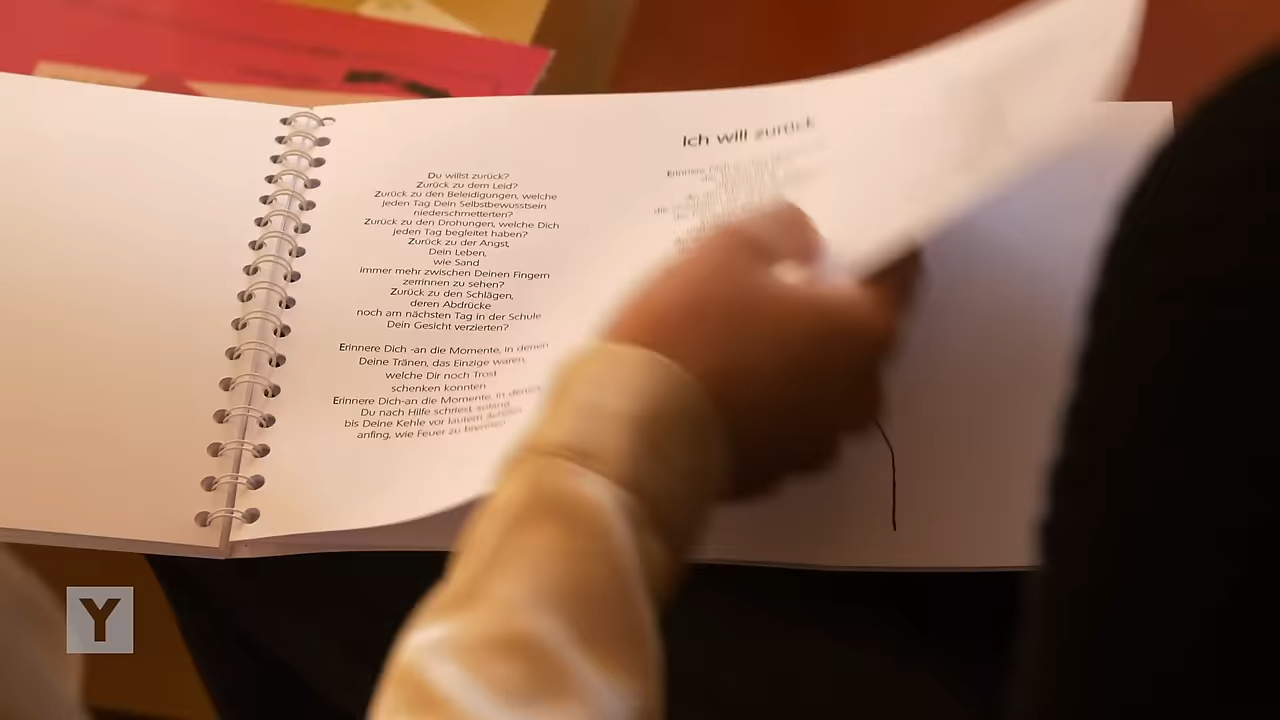 Du willst zurück?
Zurück zu dem Leid?
Zurück zu den Beleidigungen, welche
jeden Tag Dein Selbstbewusstsein
niederschmetterten?
Zurück zu den Drohungen, welche Dich
jeden Tag begleitet haben?
Zurück zu der Angst,
Dein Leben,
wie Sand
immer mehr zwischen Deinen Fingern
zerrinnen zu sehen?
Zurück zu den Schlägen,
deren Abdrücke
noch am nächsten Tag in der Schule
Dein Gesicht verzierten?
Erinnere Dich -an die Momente, in denen
Deine Tränen, das Einzige waren,
welche Dir noch Trost
schenken konnten
Erinnere Dich-an die Momente, in denen
Du nach Hilfe schriest,
bis Deine Kehle vor lautem
anfing, wie Feuer zu brennen
Ich will zurück
Erinnere
Y